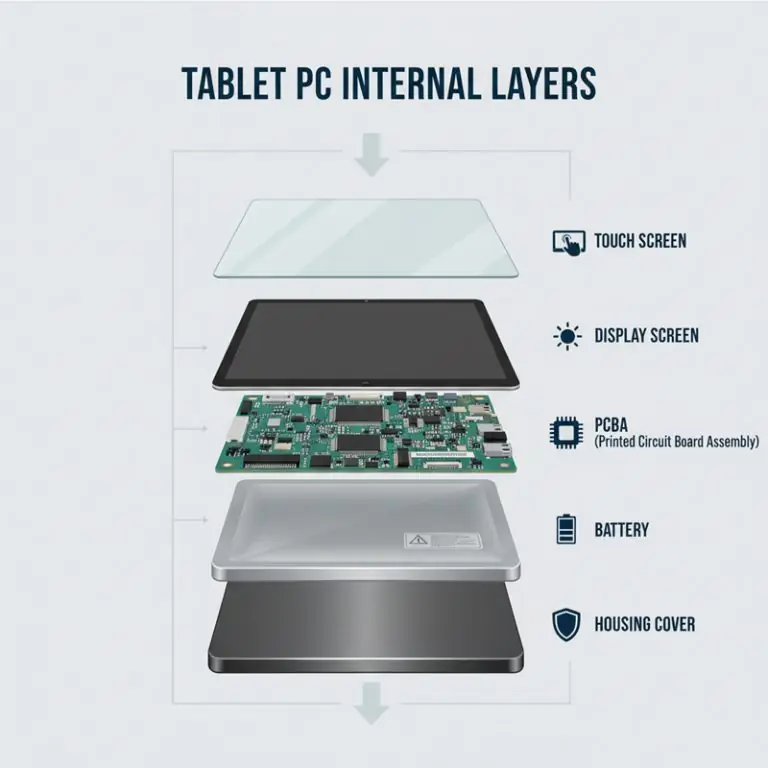 TABLET PC INTERNAL LAYERS
TOUCH SCREEN
DISPLAY SCREEN
PCBA
(Printed Circuit Board Assembly)
BATTERY
HOUSING COVER